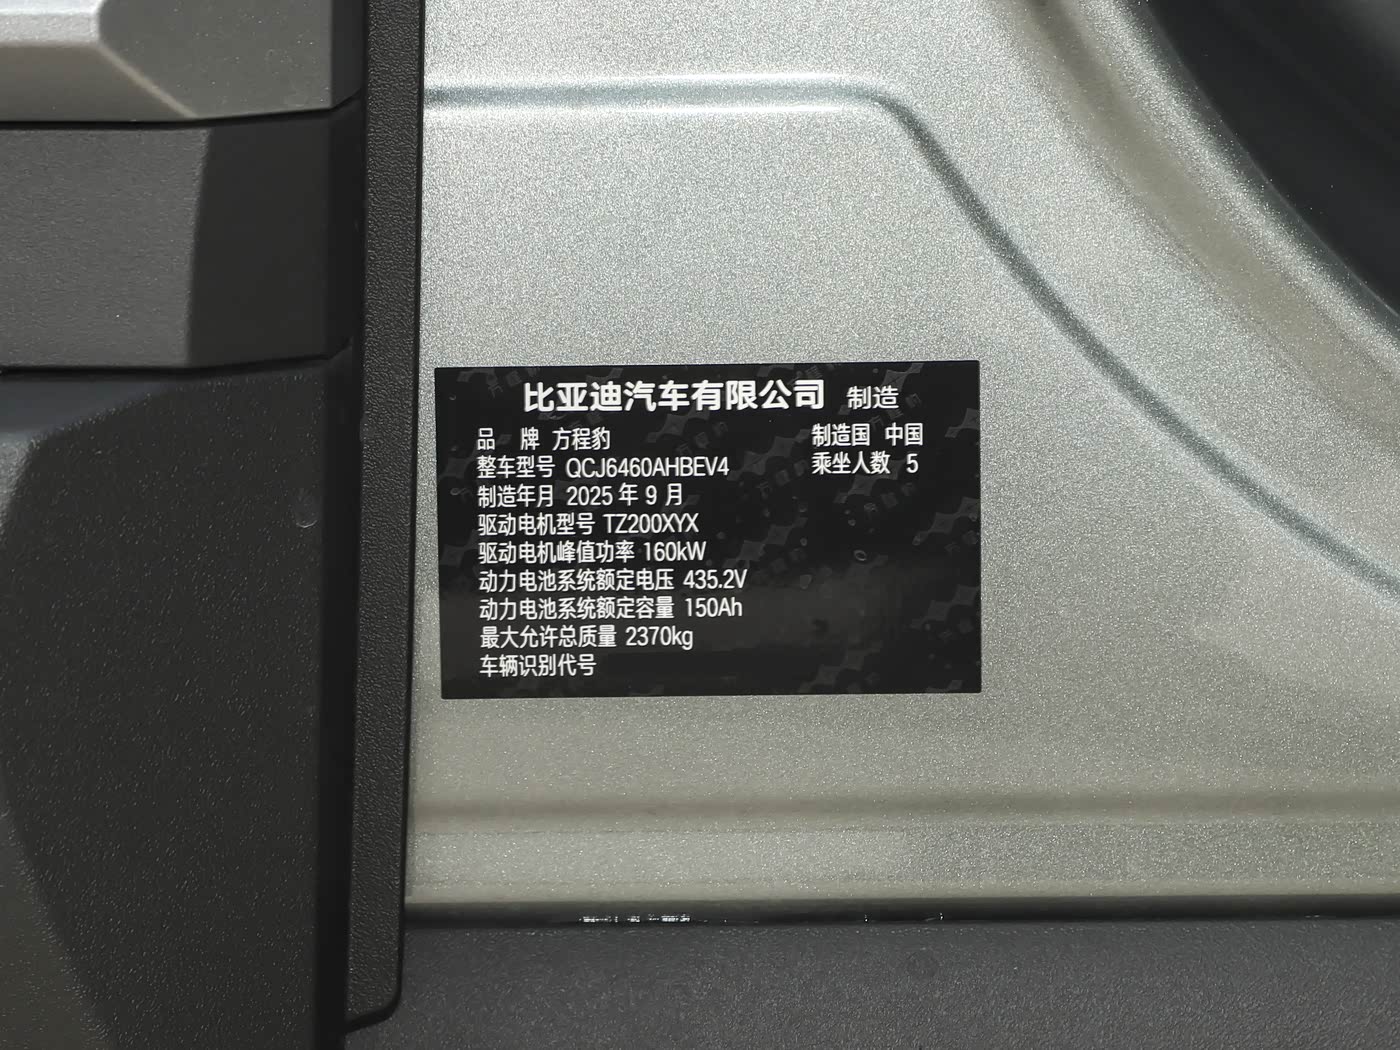 比亚迪汽车有限公司 制造
品 牌 方程豹 制造国 中国
整车型号 QCJ6460AHBEV4 乘坐人数 5
制造年月 2025 年 9 月
驱动电机型号 TZ200XYX
驱动电机峰值功率 160kW
动力电池系统额定电压 435.2V
动力电池系统额定容量 150Ah
最大允许总质量 2370kg
车辆识别代号